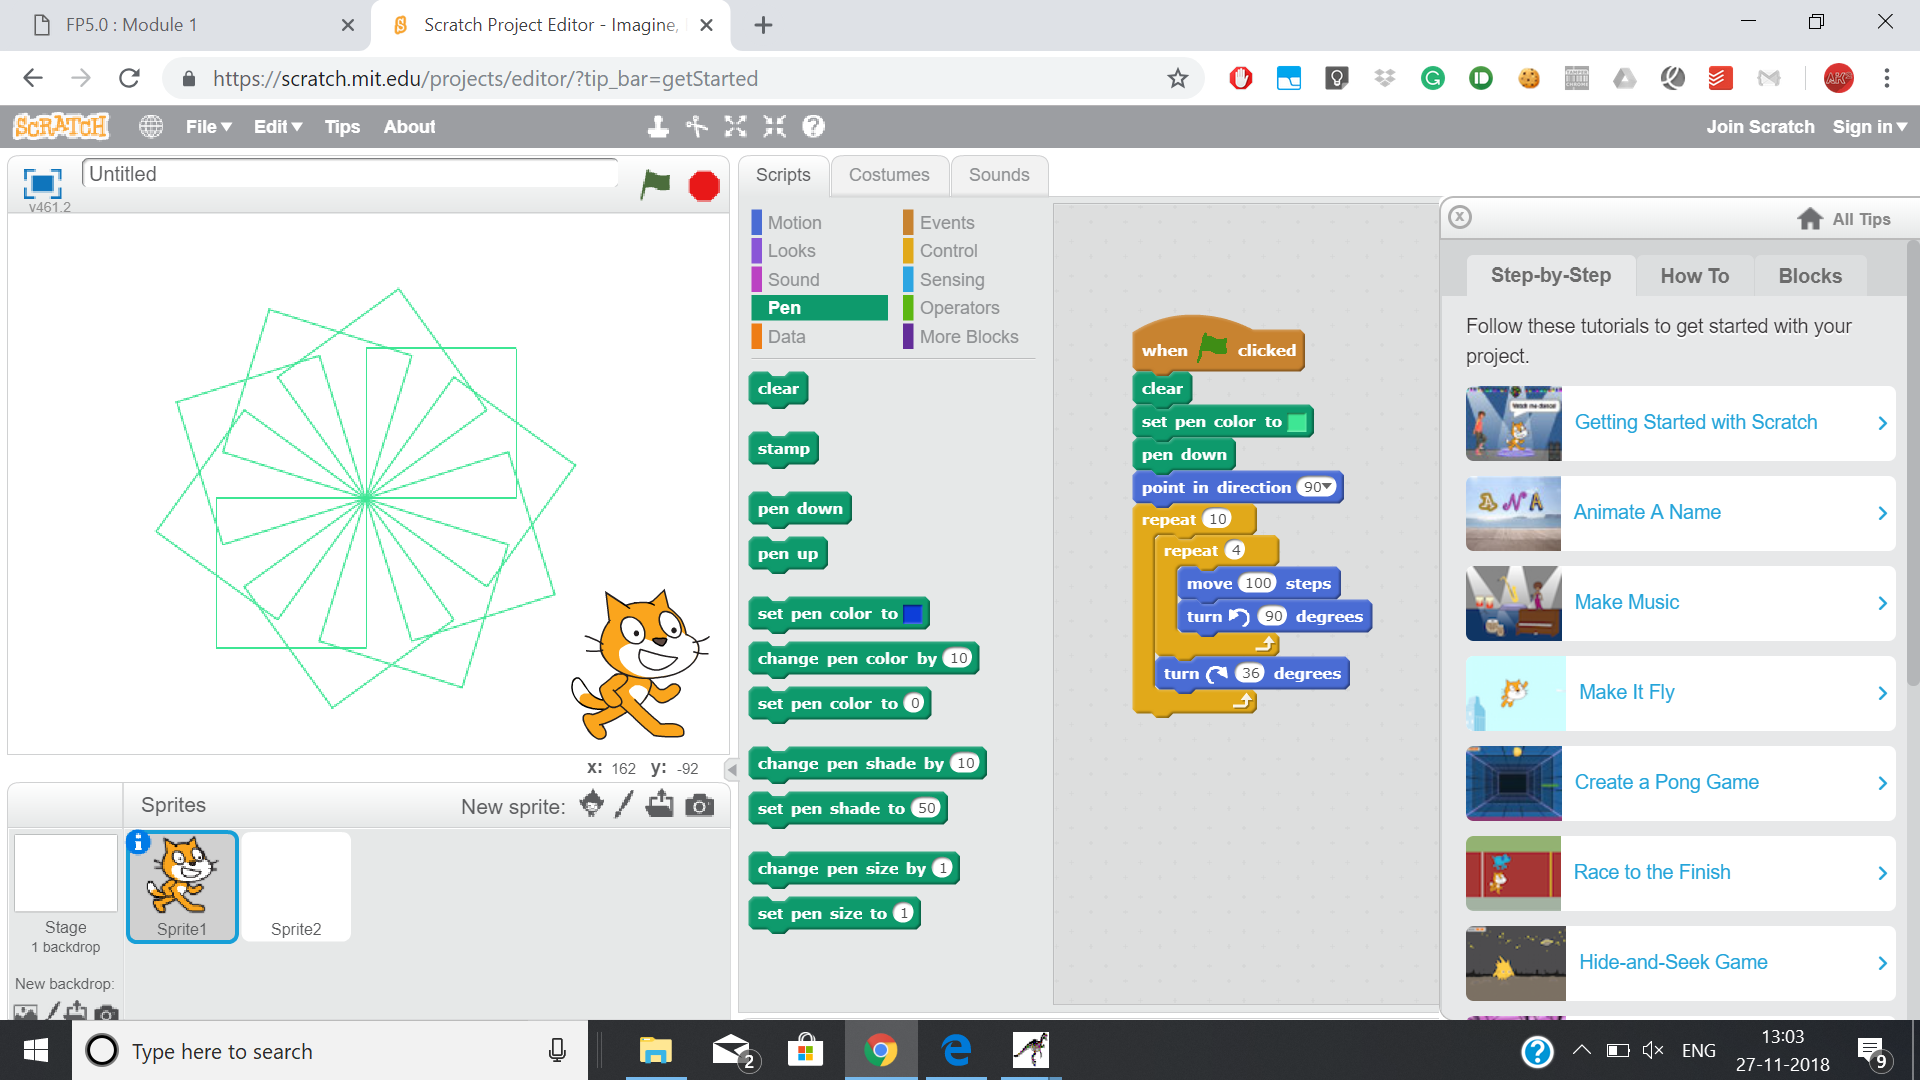 FP5.0 : Module 1
Scratch Project Editor - Imagine,
https://scratch.mit.edu/projects/editor/?tip_bar=getStarted
SCRATCH
File
Edit
Tips
About
Join Scratch
Sign in
Untitled
v461.2
Scripts
Costumes
Sounds
Motion
Looks
Sound
Pen
Data
Events
Control
Sensing
Operators
More Blocks
clear
stamp
pen down
pen up
set pen color to
change pen color by 10
set pen color to 0
change pen shade by 10
set pen shade to 50
change pen size by 1
set pen size to 1
when clicked
clear
set pen color to
pen down
point in direction 90
repeat 10
repeat 4
move 100 steps
turn 90 degrees
turn 36 degrees
All Tips
Step-by-Step
How To
Blocks
Follow these tutorials to get started with your
project.
Getting Started with Scratch
Animate A Name
Make Music
Make It Fly
Create a Pong Game
Race to the Finish
Hide-and-Seek Game
x: 162 y: -92
Sprites
New sprite:
Stage
1 backdrop
New backdrop:
Sprite1
Sprite2
Type here to search
2
ENG
13:03
27-11-2018
9